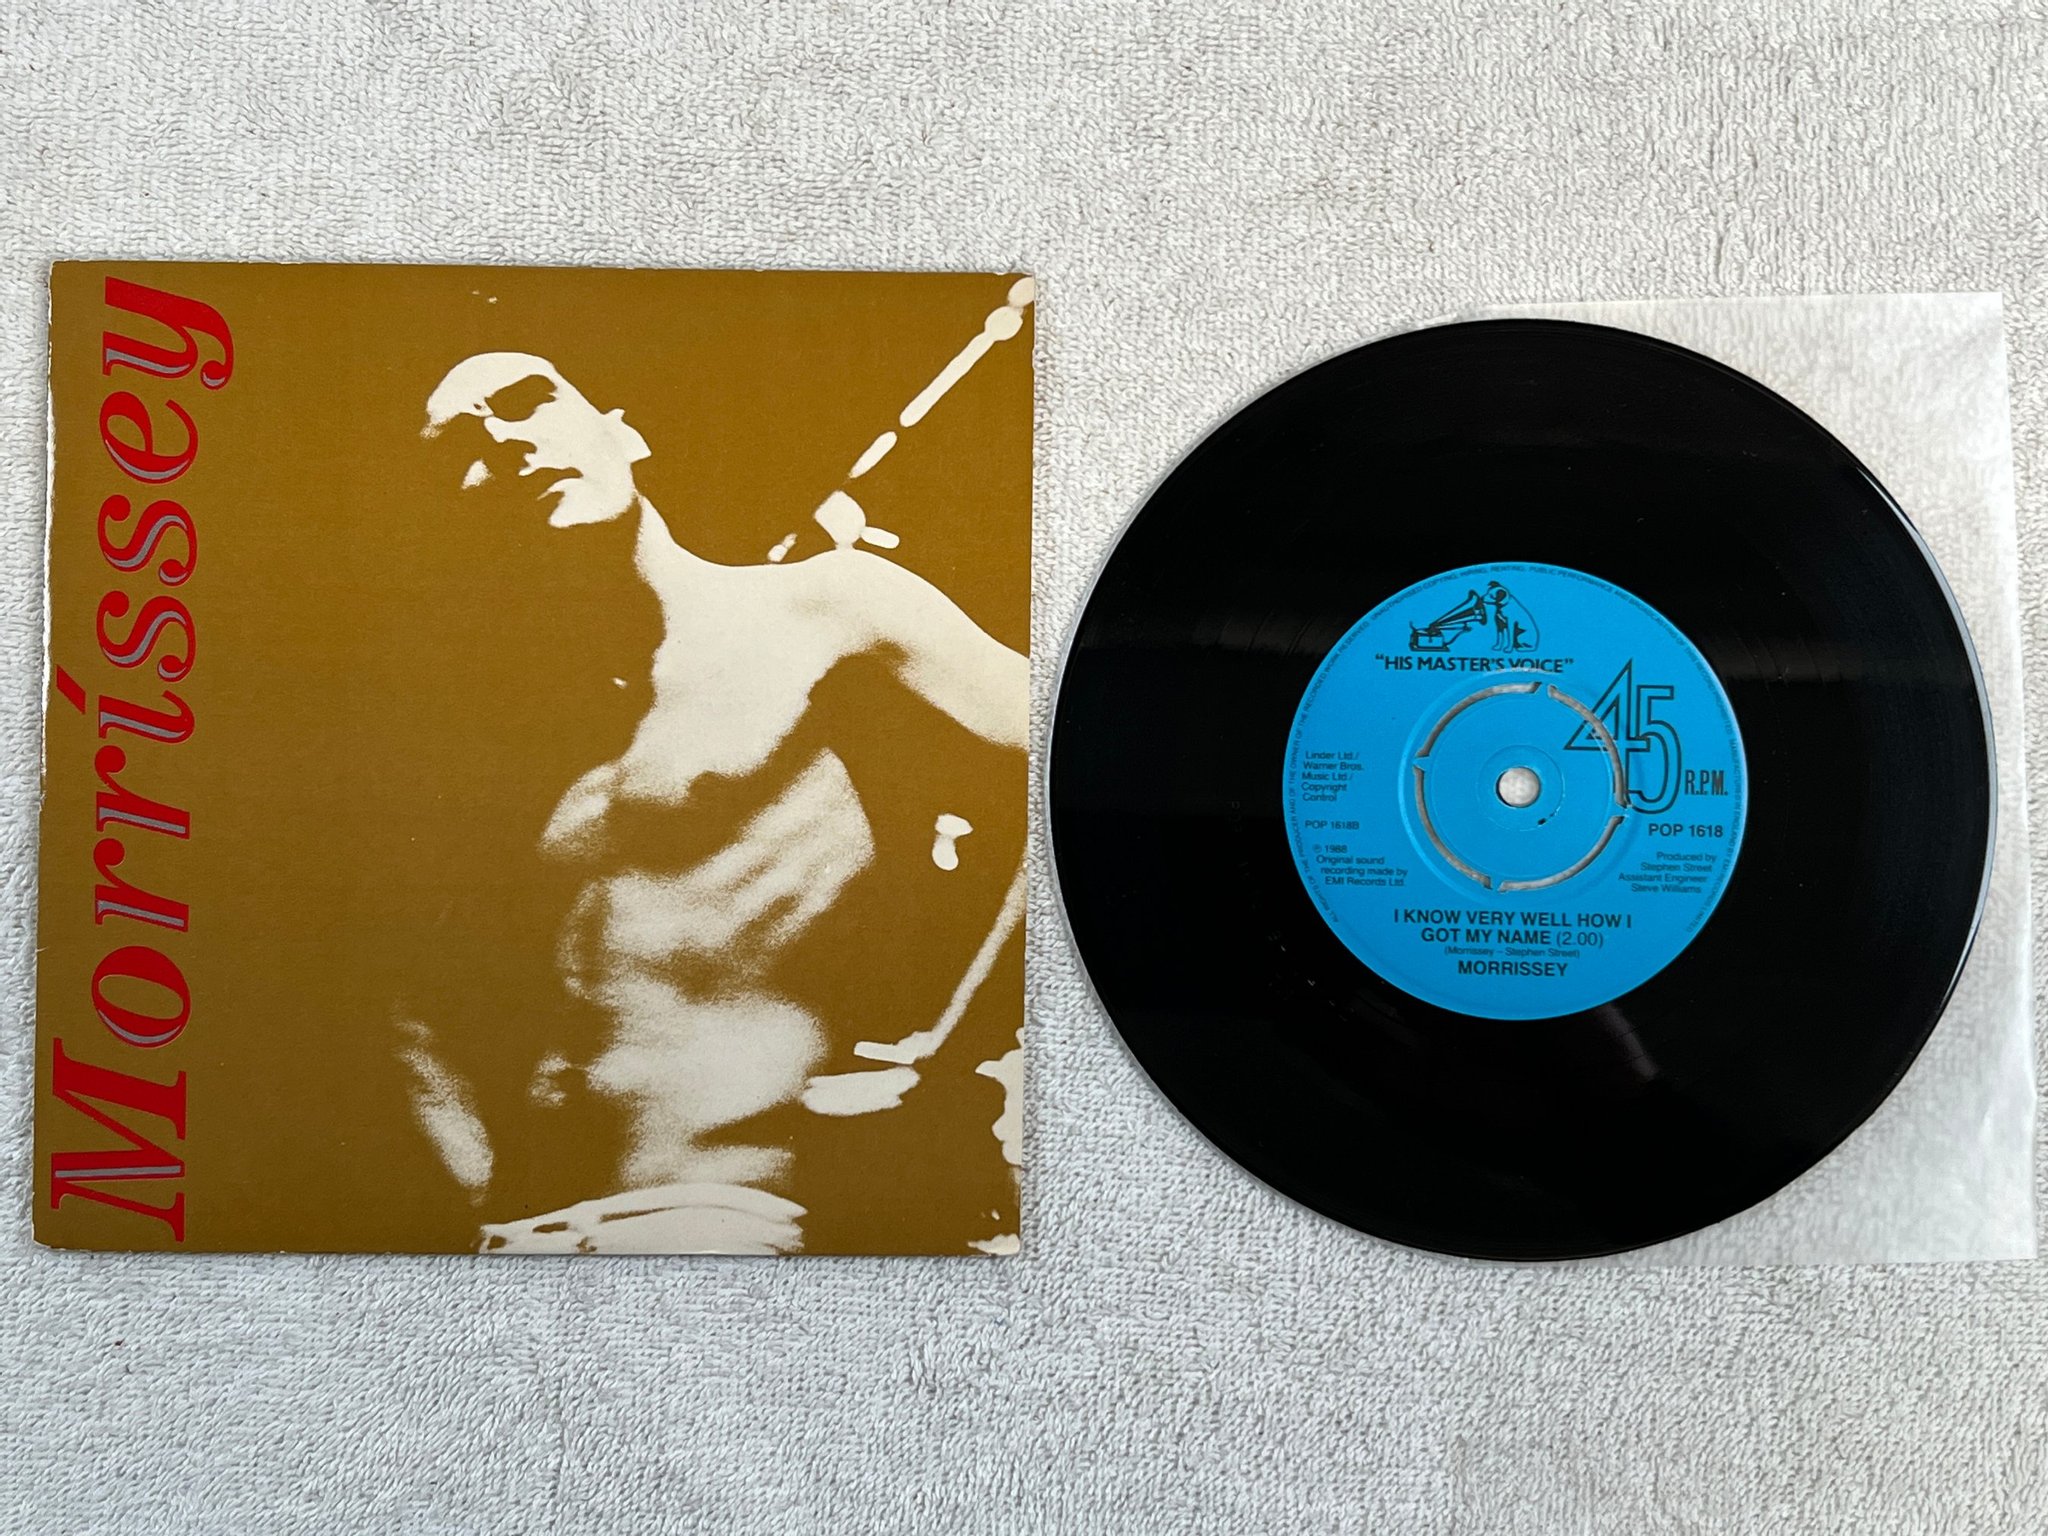 Morrissey
"HIS MASTER'S VOICE"
45
R.P.M.
Linder Ltd./
Warner Bros.
Music Ltd./
Copyright
Control
POP 1618B
℗ 1988
Original sound
recording made by
EMI Records Ltd.
POP 1618
Produced by
Stephen Street
Assistant Engineer
Steve Williams
I KNOW VERY WELL HOW I
GOT MY NAME (2.00)
(Morrissey – Stephen Street)
MORRISSEY